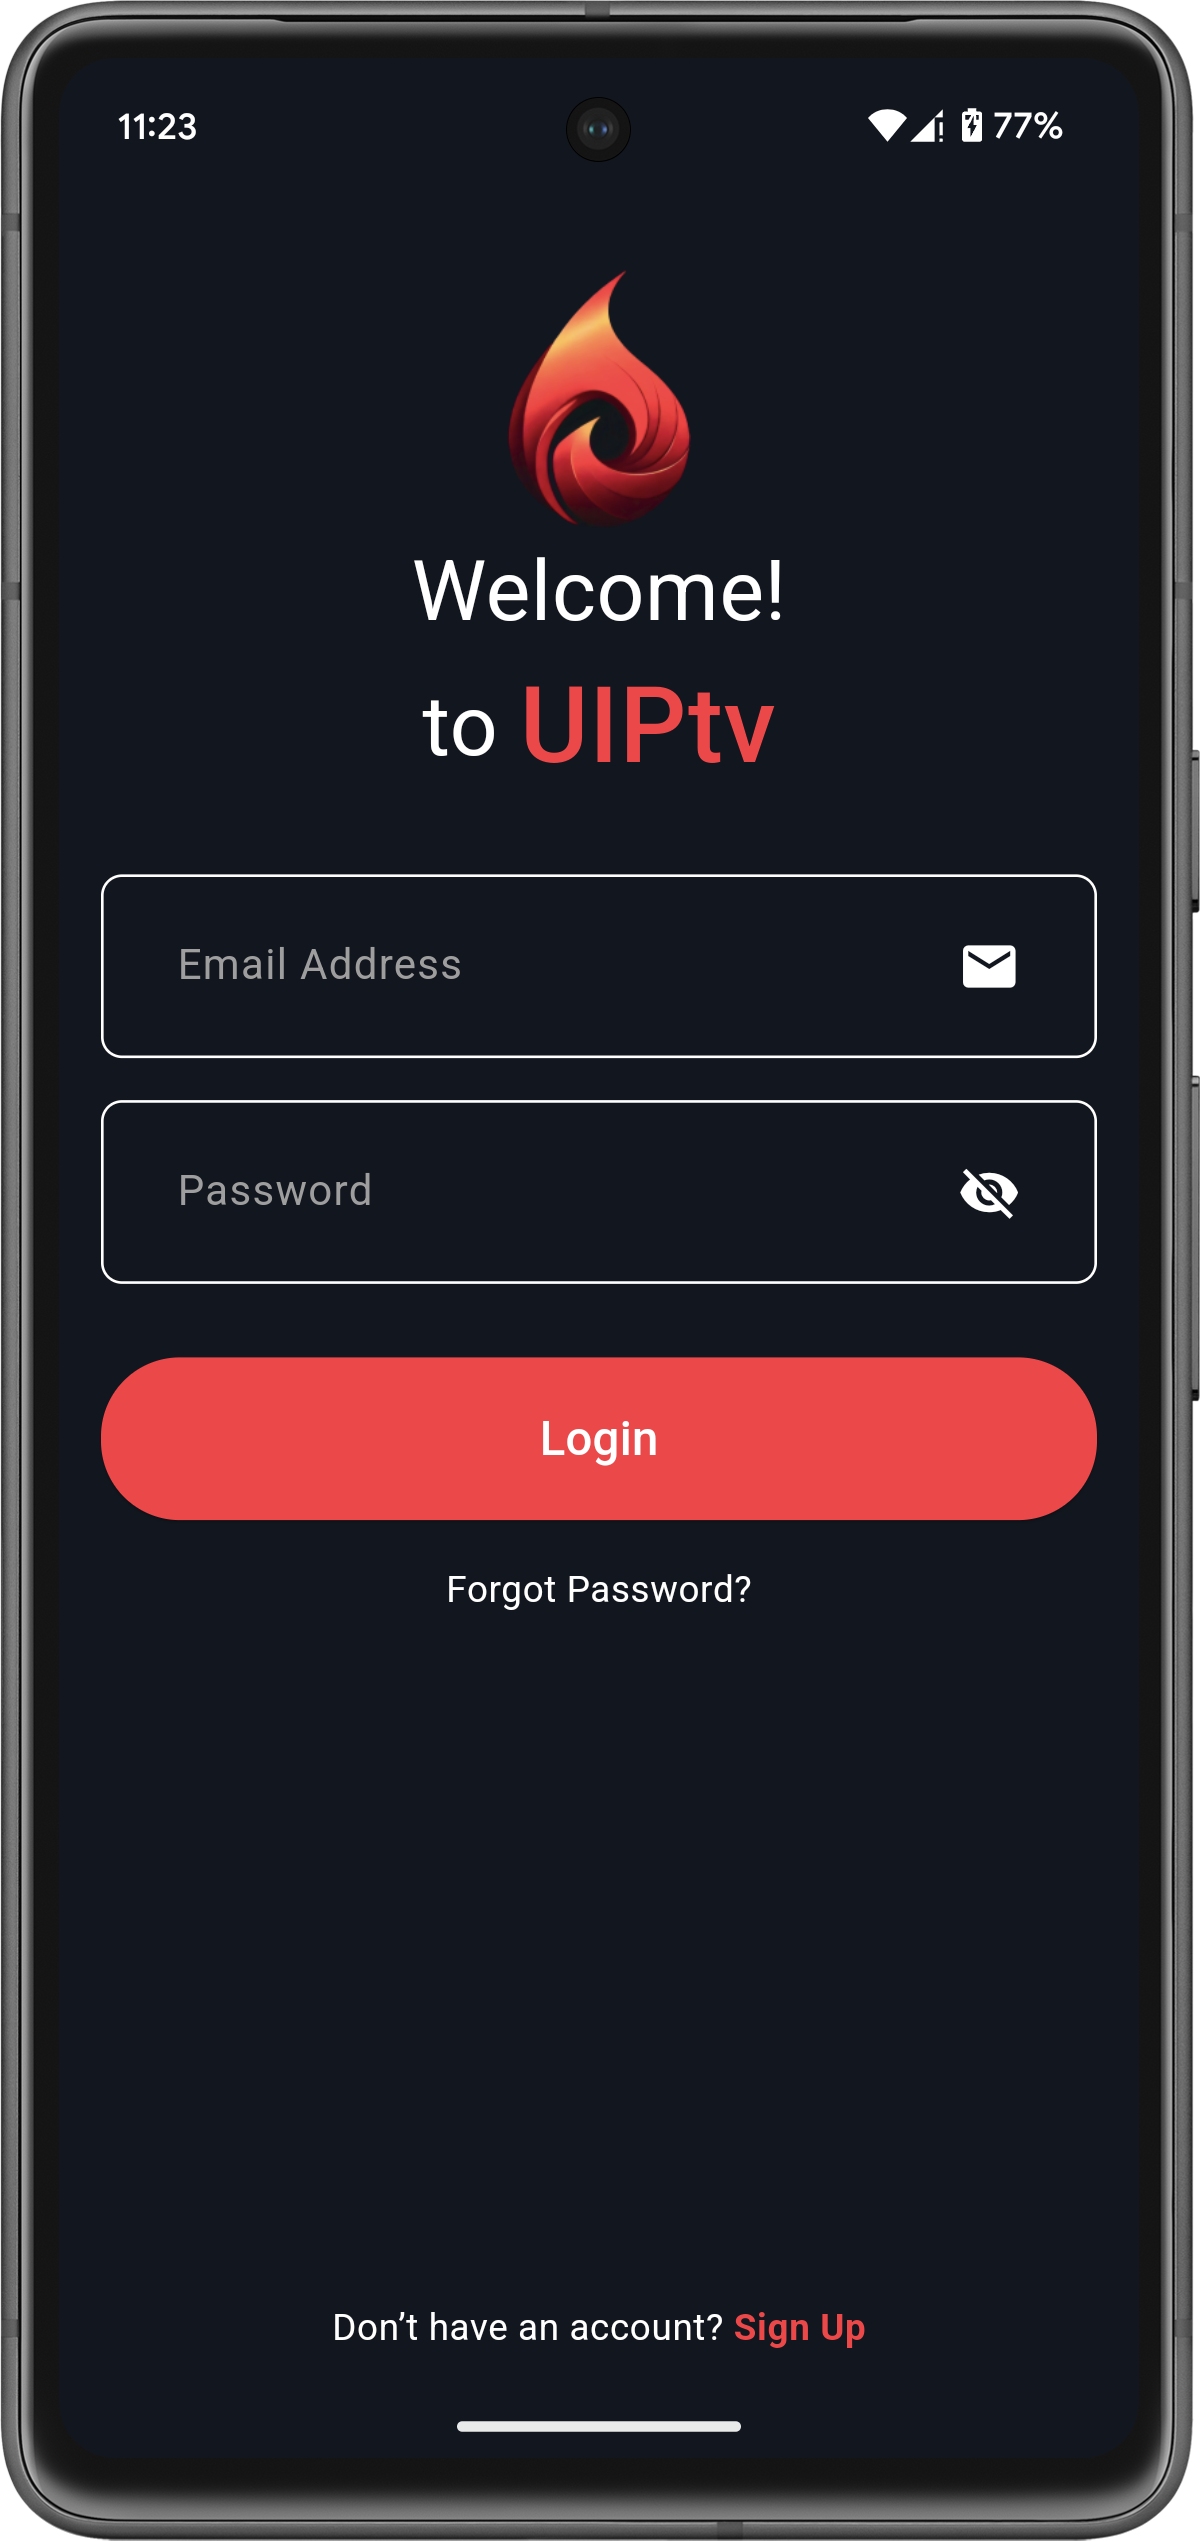 11:23 77%
Welcome!
to UIPtv
Email Address
Password
Login
Forgot Password?
Don’t have an account? Sign Up